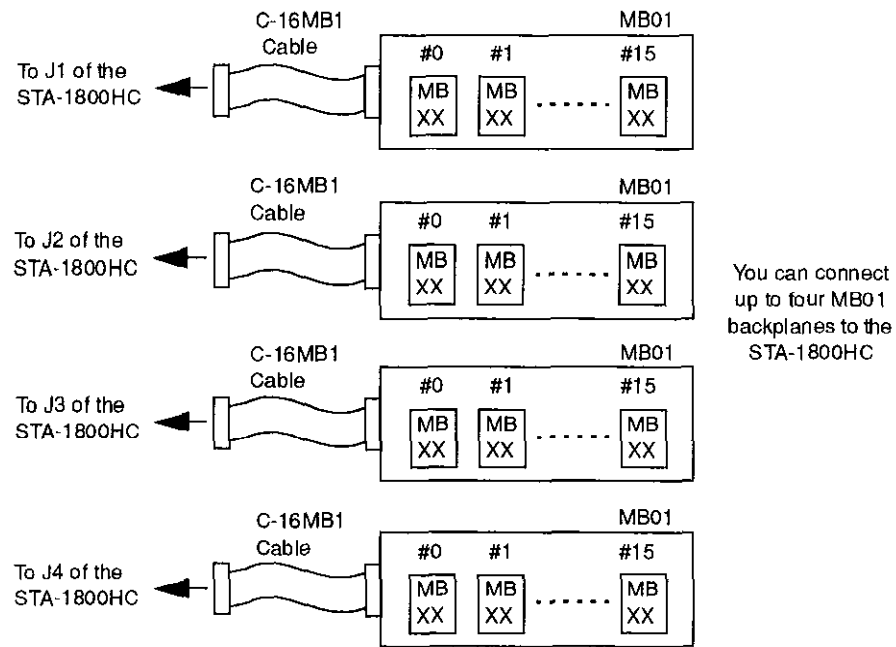 C-16MB1
Cable
MB01
#0 #1 #15
To J1 of the
STA-1800HC
MB MB MB
XX XX XX
C-16MB1
Cable
MB01
#0 #1 #15
To J2 of the
STA-1800HC
MB MB MB
XX XX XX
You can connect
up to four MB01
backplanes to the
STA-1800HC
C-16MB1
Cable
MB01
#0 #1 #15
To J3 of the
STA-1800HC
MB MB MB
XX XX XX
C-16MB1
Cable
MB01
#0 #1 #15
To J4 of the
STA-1800HC
MB MB MB
XX XX XX